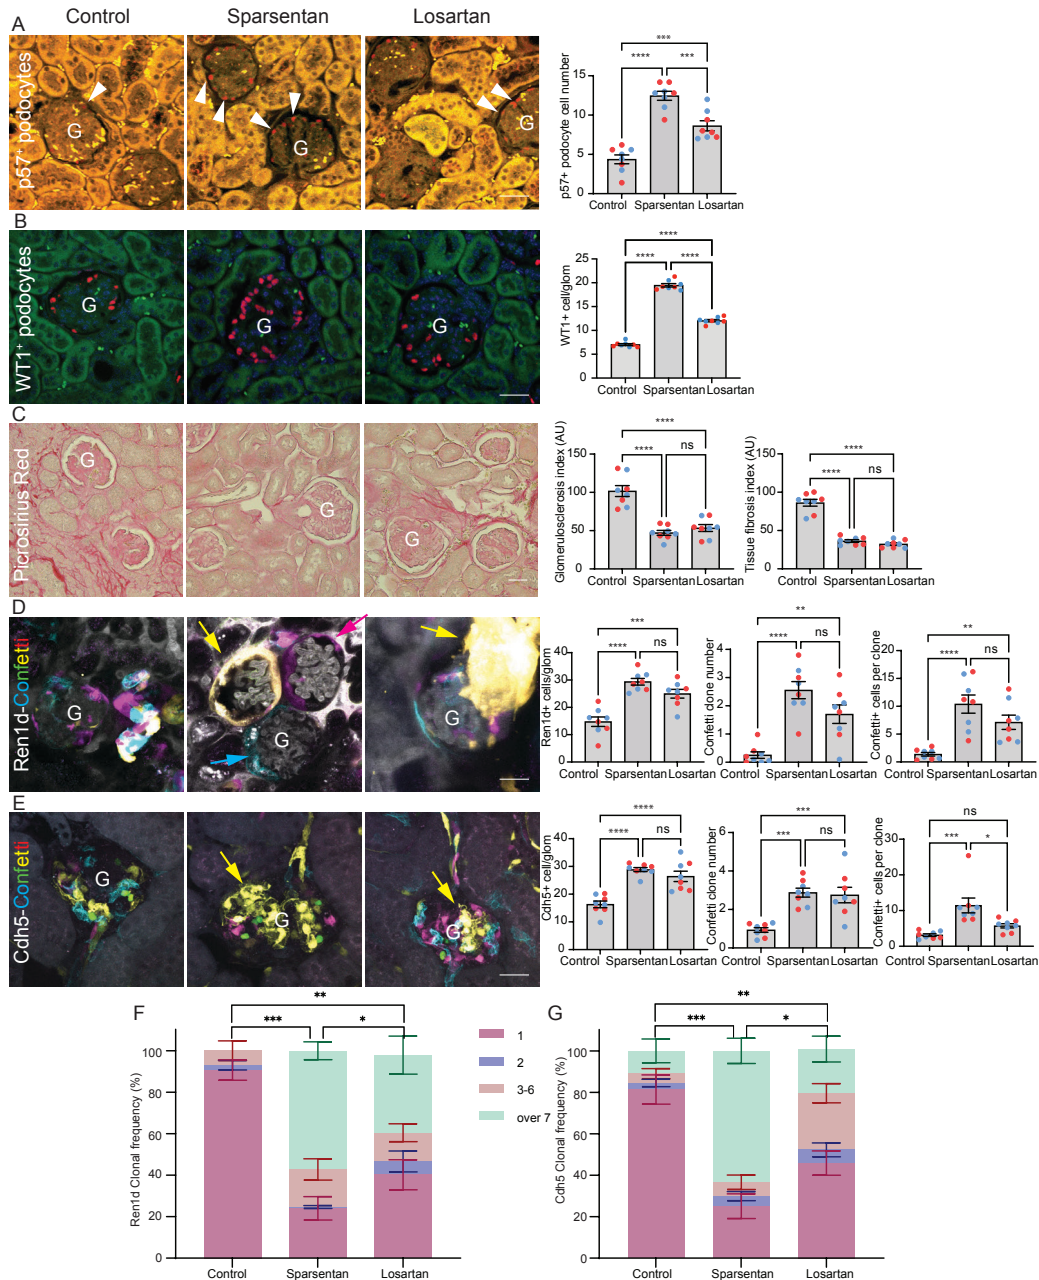 Control Sparsentan Losartan
A
p57⁺ podocytes
G
G
G
p57+ podocyte cell number
15
10
5
0
***
**** ***
Control Sparsentan Losartan
B
WT1⁺ podocytes
G
G
G
WT1+ cell/glom
25
20
15
10
5
0
****
**** ****
Control Sparsentan Losartan
C
Picrosirius Red
G
G
G
Glomerulosclerosis index (AU)
150
100
50
0
****
**** ns
Control Sparsentan Losartan
Tissue fibrosis index (AU)
150
100
50
0
****
**** ns
Control Sparsentan Losartan
D
Ren1d-Confetti
G
G
G
Ren1d+ cells/glom
40
30
20
10
0
***
**** ns
Control Sparsentan Losartan
Confetti clone number
4
3
2
1
0
**
**** ns
Control Sparsentan Losartan
Confetti+ cells per clone
20
15
10
5
0
**
**** ns
Control Sparsentan Losartan
E
Cdh5-Confetti
G
G
G
Cdh5+ cell/glom
40
30
20
10
0
****
**** ns
Control Sparsentan Losartan
Confetti clone number
6
4
2
0
***
*** ns
Control Sparsentan Losartan
Confetti+ cells per clone
30
20
10
0
ns
*** *
Control Sparsentan Losartan
F
Ren1d Clonal frequency (%)
100
80
60
40
20
0
**
*** *
Control Sparsentan Losartan
1
2
3-6
over 7
G
Cdh5 Clonal frequency (%)
100
80
60
40
20
0
**
*** *
Control Sparsentan Losartan